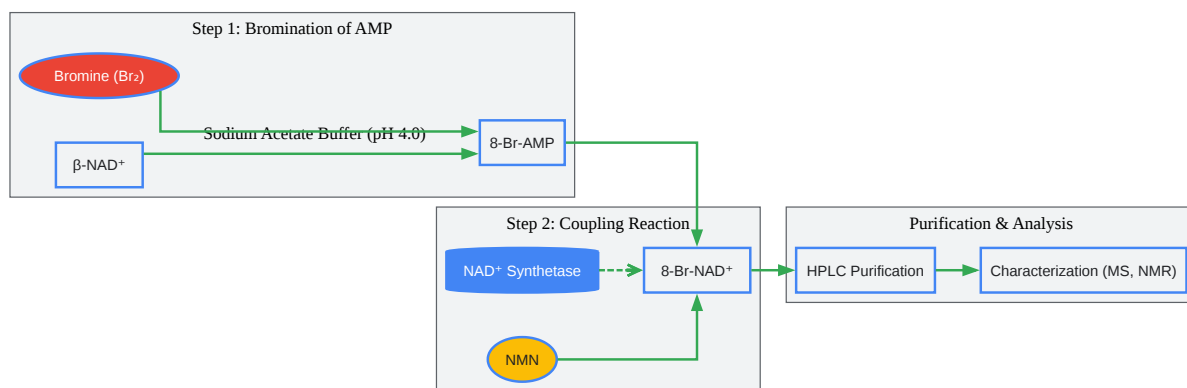 Step 1: Bromination of AMP
Bromine (Br₂)
Sodium Acetate Buffer (pH 4.0)
8-Br-AMP
β-NAD⁺
Step 2: Coupling Reaction
NAD⁺ Synthetase
8-Br-NAD⁺
NMN
Purification & Analysis
HPLC Purification
Characterization (MS, NMR)